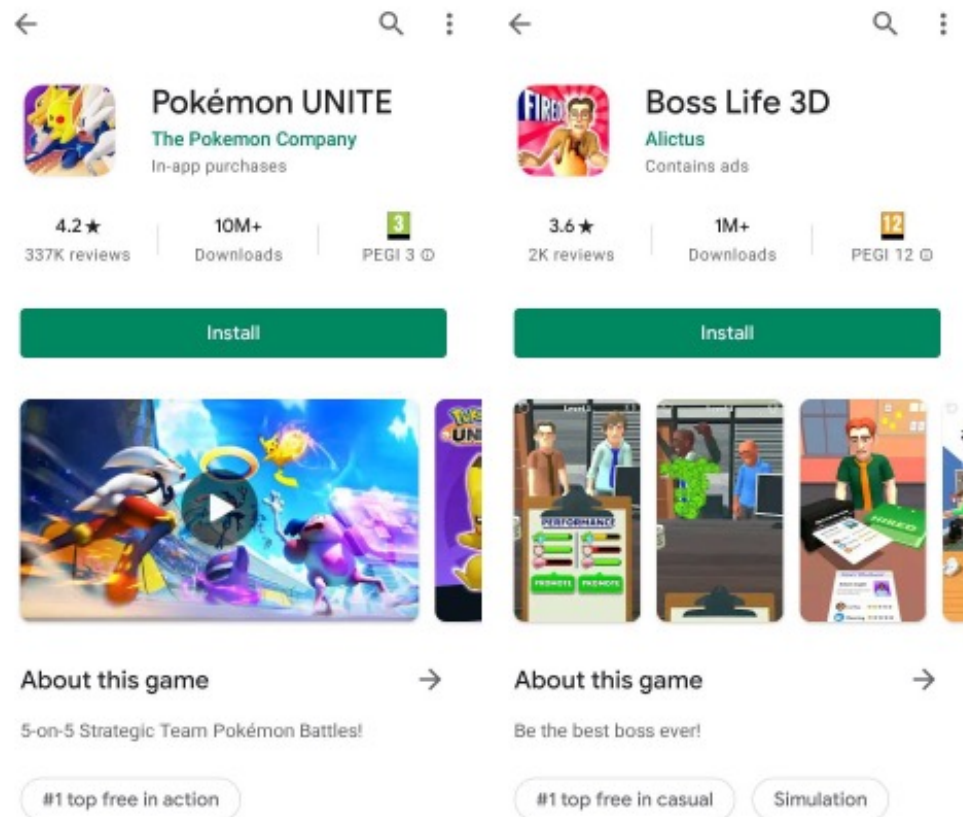 Pokémon UNITE
The Pokemon Company
In-app purchases
4.2★
337K reviews
10M+
Downloads
3
PEGI 3
Install
POKÉ
UN
About this game
5-on-5 Strategic Team Pokémon Battles!
#1 top free in action
FIRED
Boss Life 3D
Alictus
Contains ads
3.6★
2K reviews
1M+
Downloads
12
PEGI 12
Install
PERFORMANCE
PROMOTE PROMOTE
HIRED
About this game
Be the best boss ever!
#1 top free in casual
Simulation